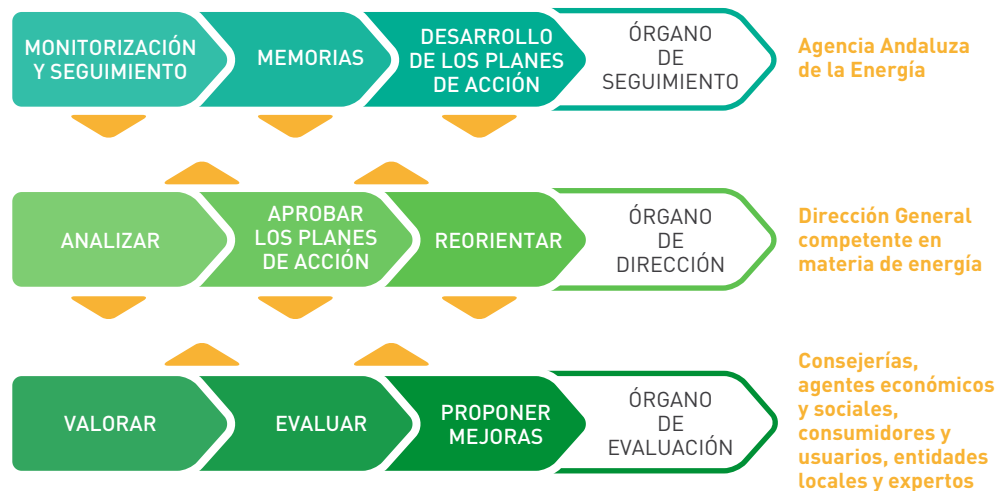 MONITORIZACIÓN
Y SEGUIMIENTO
MEMORIAS
DESARROLLO
DE LOS PLANES
DE ACCIÓN
ÓRGANO
DE
SEGUIMIENTO
Agencia Andaluza
de la Energía
ANALIZAR
APROBAR
LOS PLANES
DE ACCIÓN
REORIENTAR
ÓRGANO
DE
DIRECCIÓN
Dirección General
competente en
materia de energía
VALORAR
EVALUAR
PROPONER
MEJORAS
ÓRGANO
DE
EVALUACIÓN
Consejerías,
agentes económicos
y sociales,
consumidores y
usuarios, entidades
locales y expertos